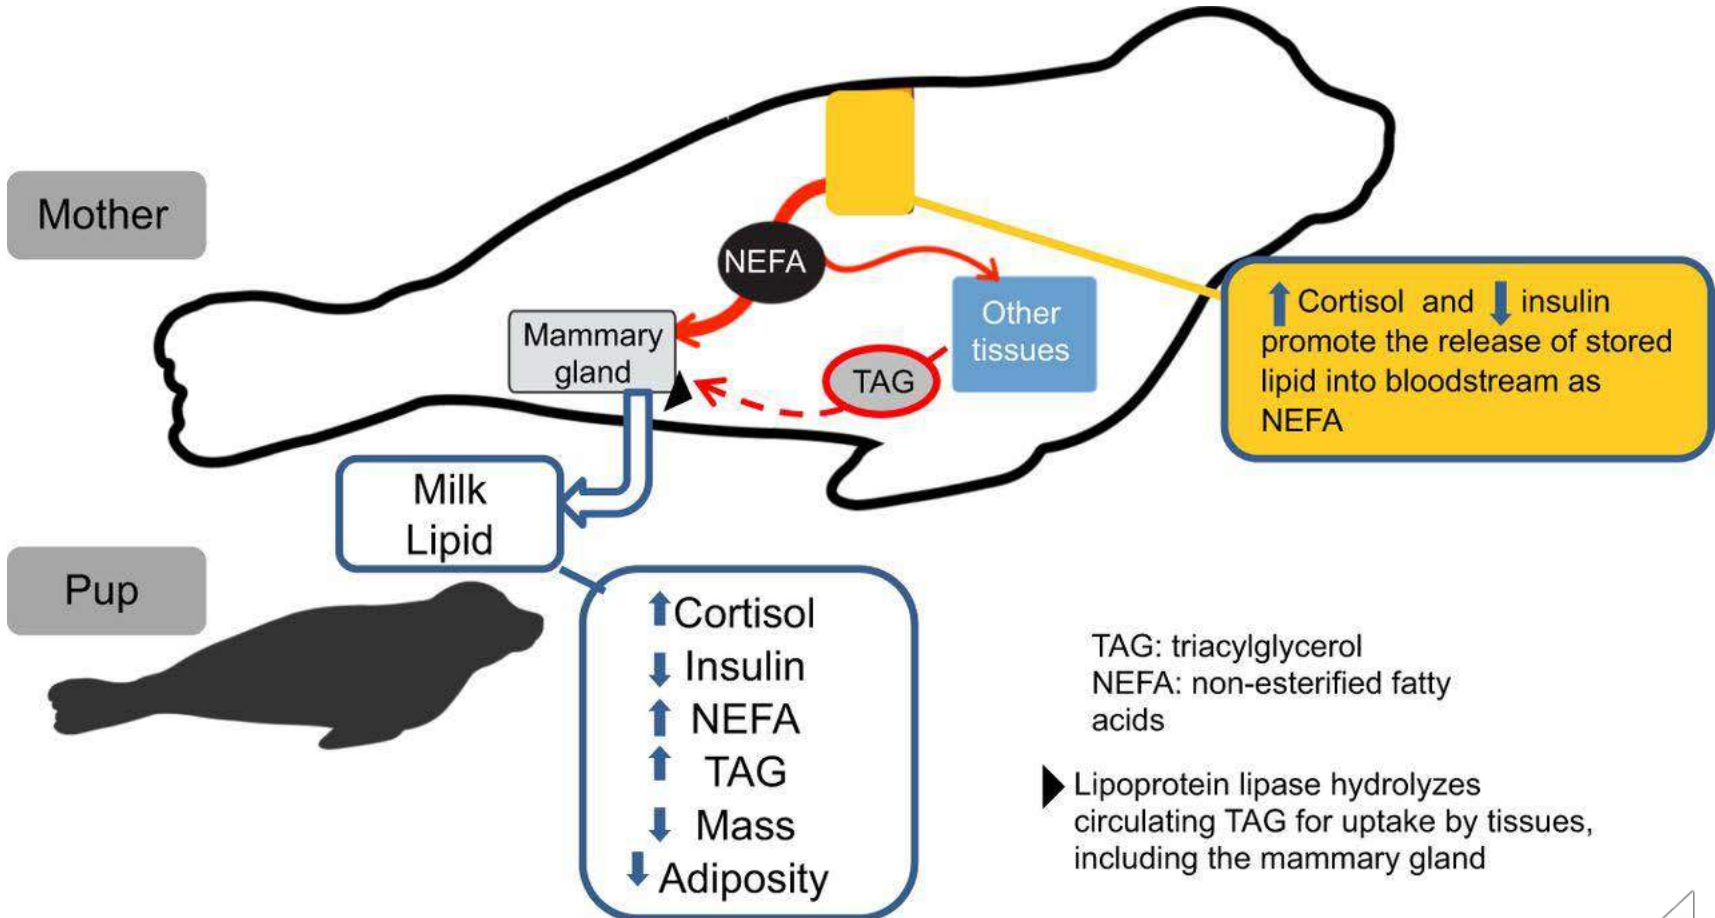 Mother
NEFA
Mammary
gland
Other
tissues
TAG
Cortisol and insulin
promote the release of stored
lipid into bloodstream as
NEFA
Milk
Lipid
Pup
Cortisol
Insulin
NEFA
TAG
Mass
Adiposity
TAG: triacylglycerol
NEFA: non-esterified fatty
acids
Lipoprotein lipase hydrolyzes
circulating TAG for uptake by tissues,
including the mammary gland